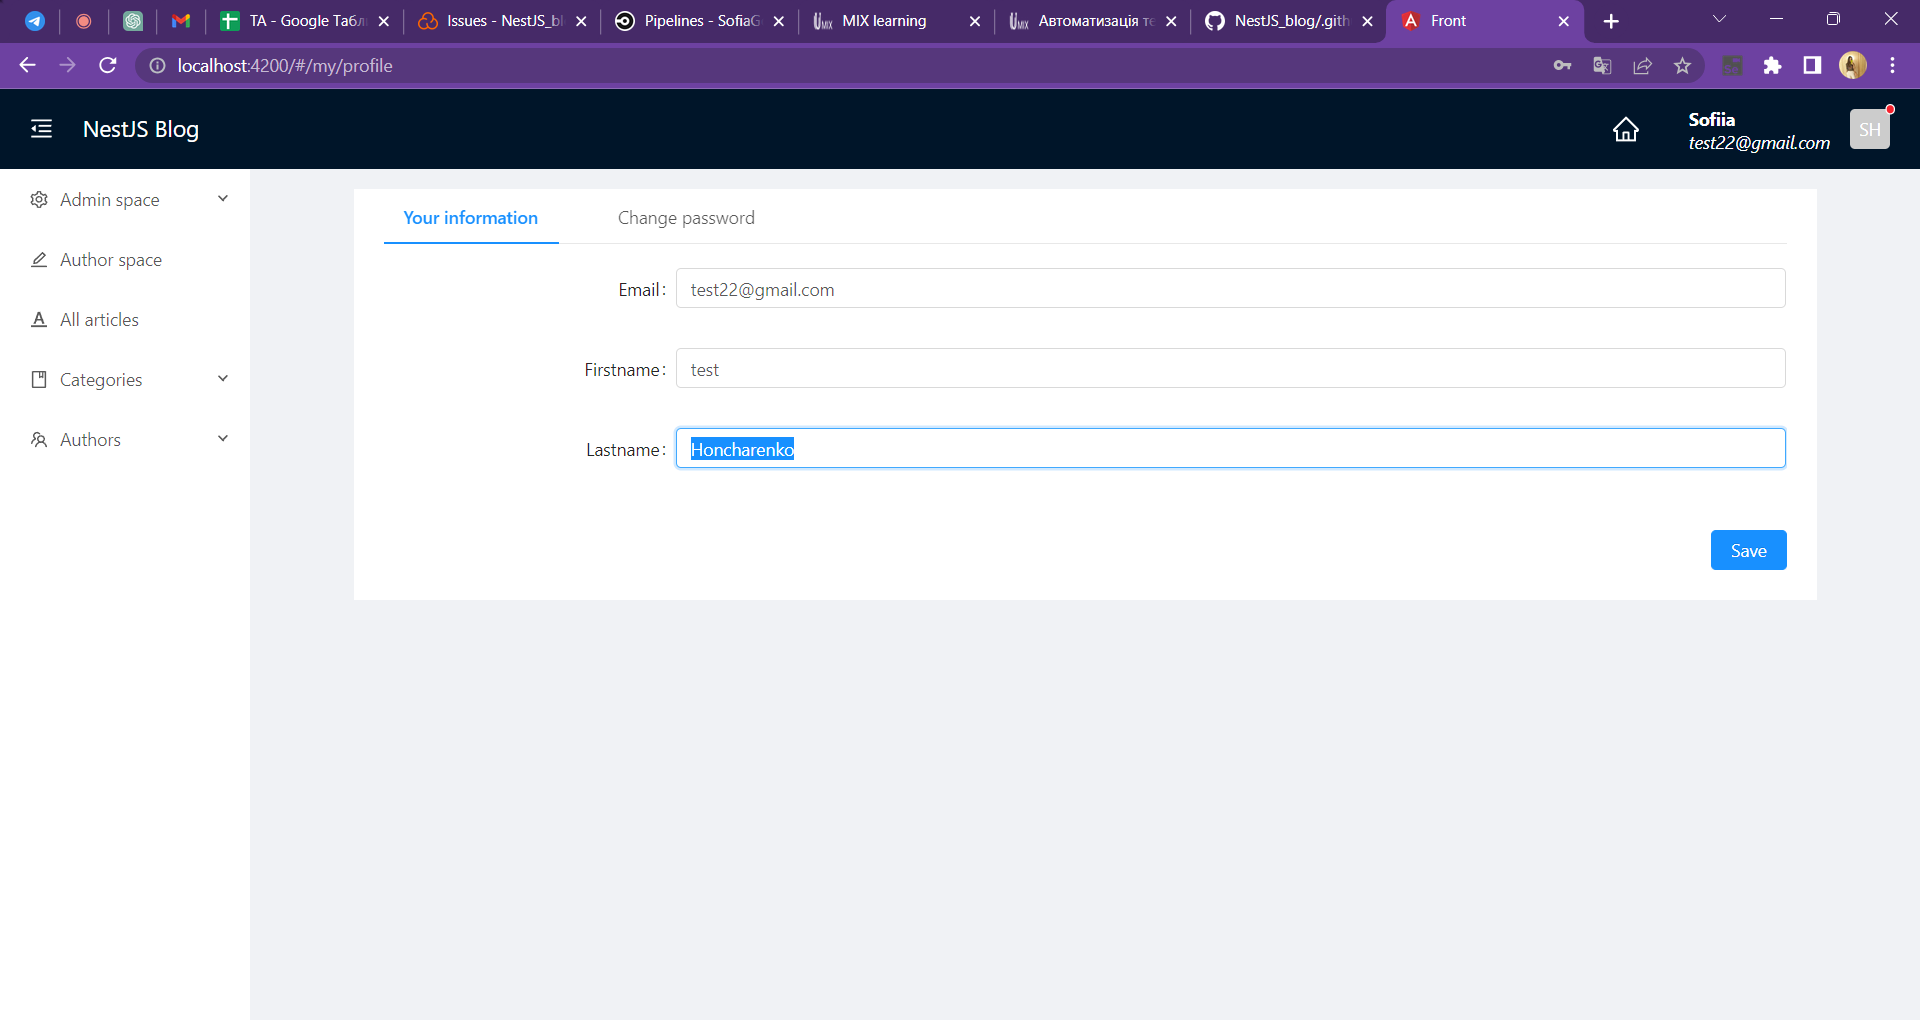 TA - Google Табл
Issues - NestJS_bl
Pipelines - SofiaG
MIX learning
Автоматизація те
NestJS_blog/.gith
Front
localhost:4200/#/my/profile
NestJS Blog
Sofiia
test22@gmail.com
SH
Admin space
Author space
All articles
Categories
Authors
Your information
Change password
Email:
test22@gmail.com
Firstname:
test
Lastname:
Honcharenko
Save